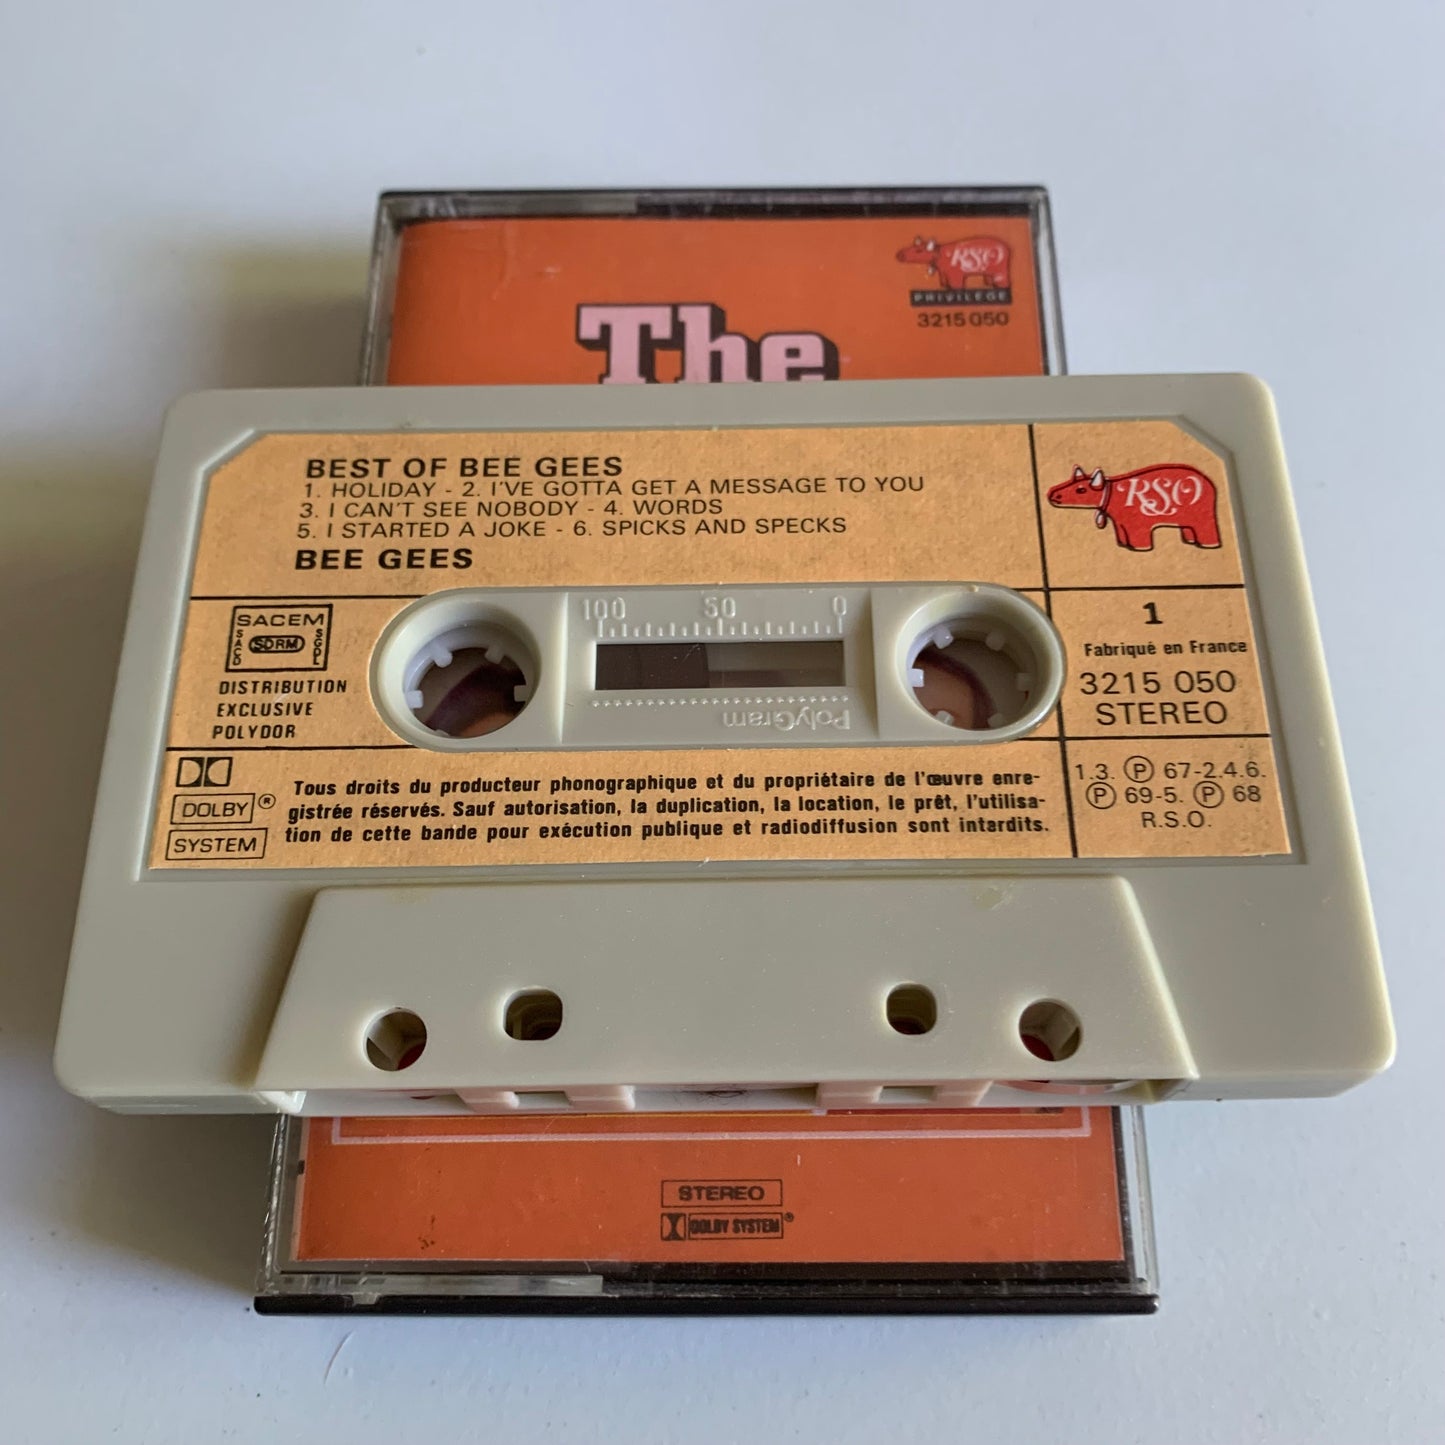 RSO
PRIVILEGE
3215 050
The
BEST OF BEE GEES
1. HOLIDAY - 2. I'VE GOTTA GET A MESSAGE TO YOU
3. I CAN'T SEE NOBODY - 4. WORDS
5. I STARTED A JOKE - 6. SPICKS AND SPECKS
BEE GEES
RSO
SACEM
SACD
SDRM
SGDL
DISTRIBUTION
EXCLUSIVE
POLYDOR
100 50 0
PolyGram
1
Fabriqué en France
3215 050
STEREO
DOLBY ®
SYSTEM
Tous droits du producteur phonographique et du propriétaire de l'œuvre enre-
gistrée réservés. Sauf autorisation, la duplication, la location, le prêt, l'utilisa-
tion de cette bande pour exécution publique et radiodiffusion sont interdits.
1.3. Ⓟ 67-2.4.6.
Ⓟ 69-5. Ⓟ 68
R.S.O.
STEREO
DOLBY SYSTEM ®